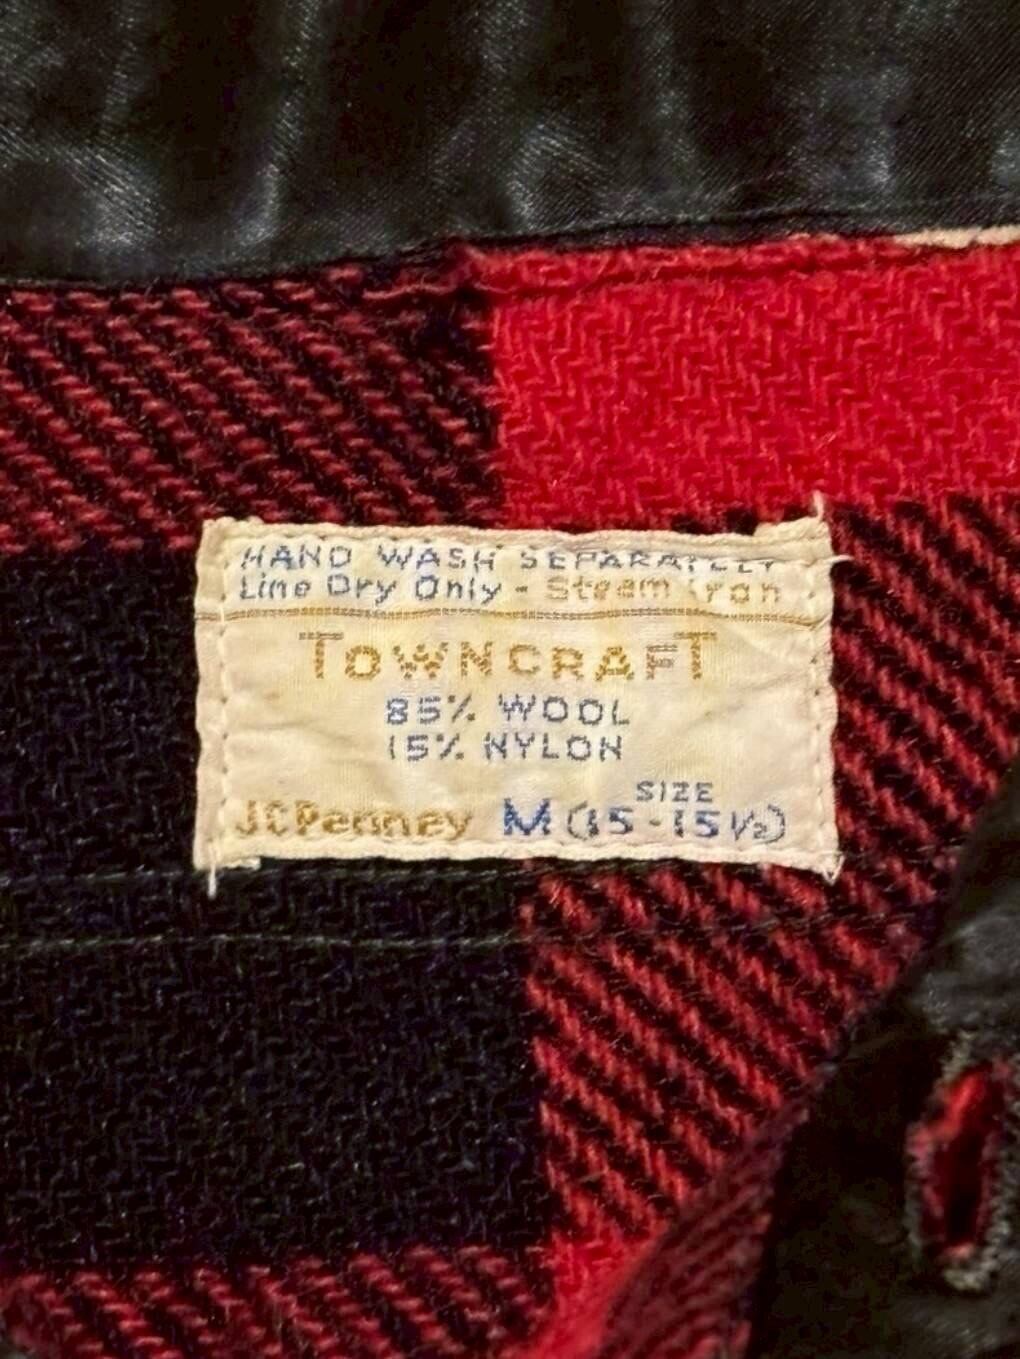 HAND WASH SEPARATELY
Line Dry Only - Steam Iron
TOWNCRAFT
85% WOOL
15% NYLON
SIZE
JCPenney M (15-15½)